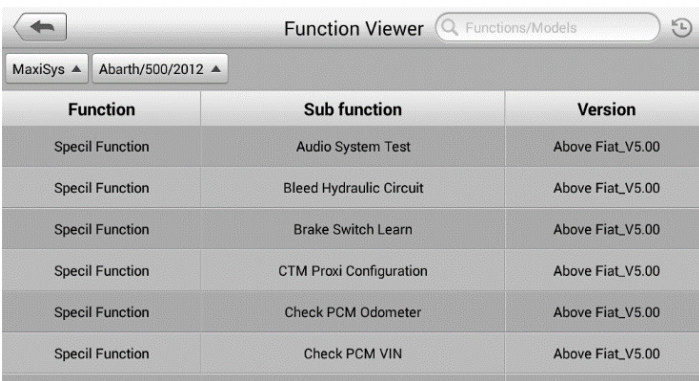 Function Viewer Functions/Models
MaxiSys Abarth/500/2012
Function Sub function Version
Specil Function Audio System Test Above Fiat_V5.00
Specil Function Bleed Hydraulic Circuit Above Fiat_V5.00
Specil Function Brake Switch Learn Above Fiat_V5.00
Specil Function CTM Proxi Configuration Above Fiat_V5.00
Specil Function Check PCM Odometer Above Fiat_V5.00
Specil Function Check PCM VIN Above Fiat_V5.00